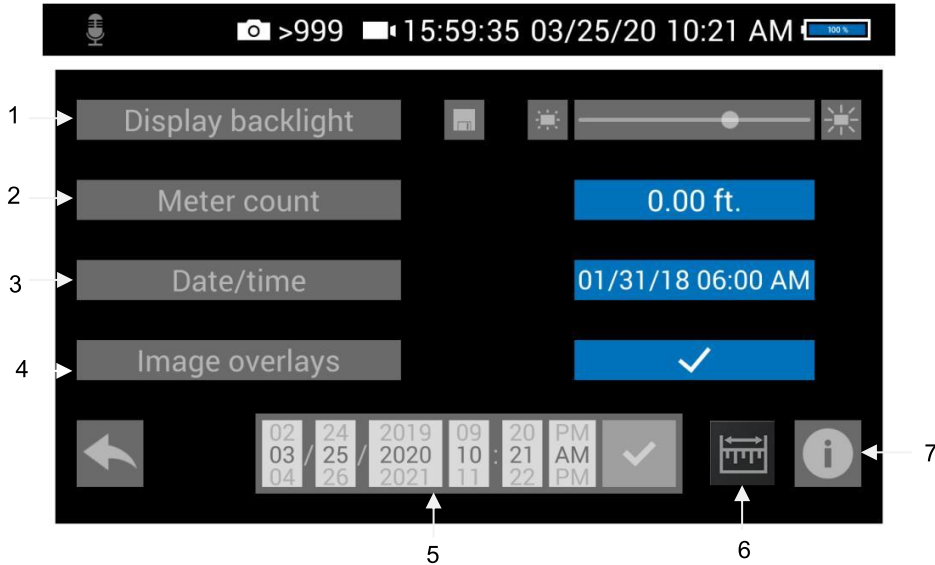 >999 15:59:35 03/25/20 10:21 AM 100 %
1 Display backlight
2 Meter count 0.00 ft.
3 Date/time 01/31/18 06:00 AM
4 Image overlays
02 24 2019 09 20 PM
03 / 25 / 2020 10 : 21 AM
04 26 2021 11 22 PM
7
5
6